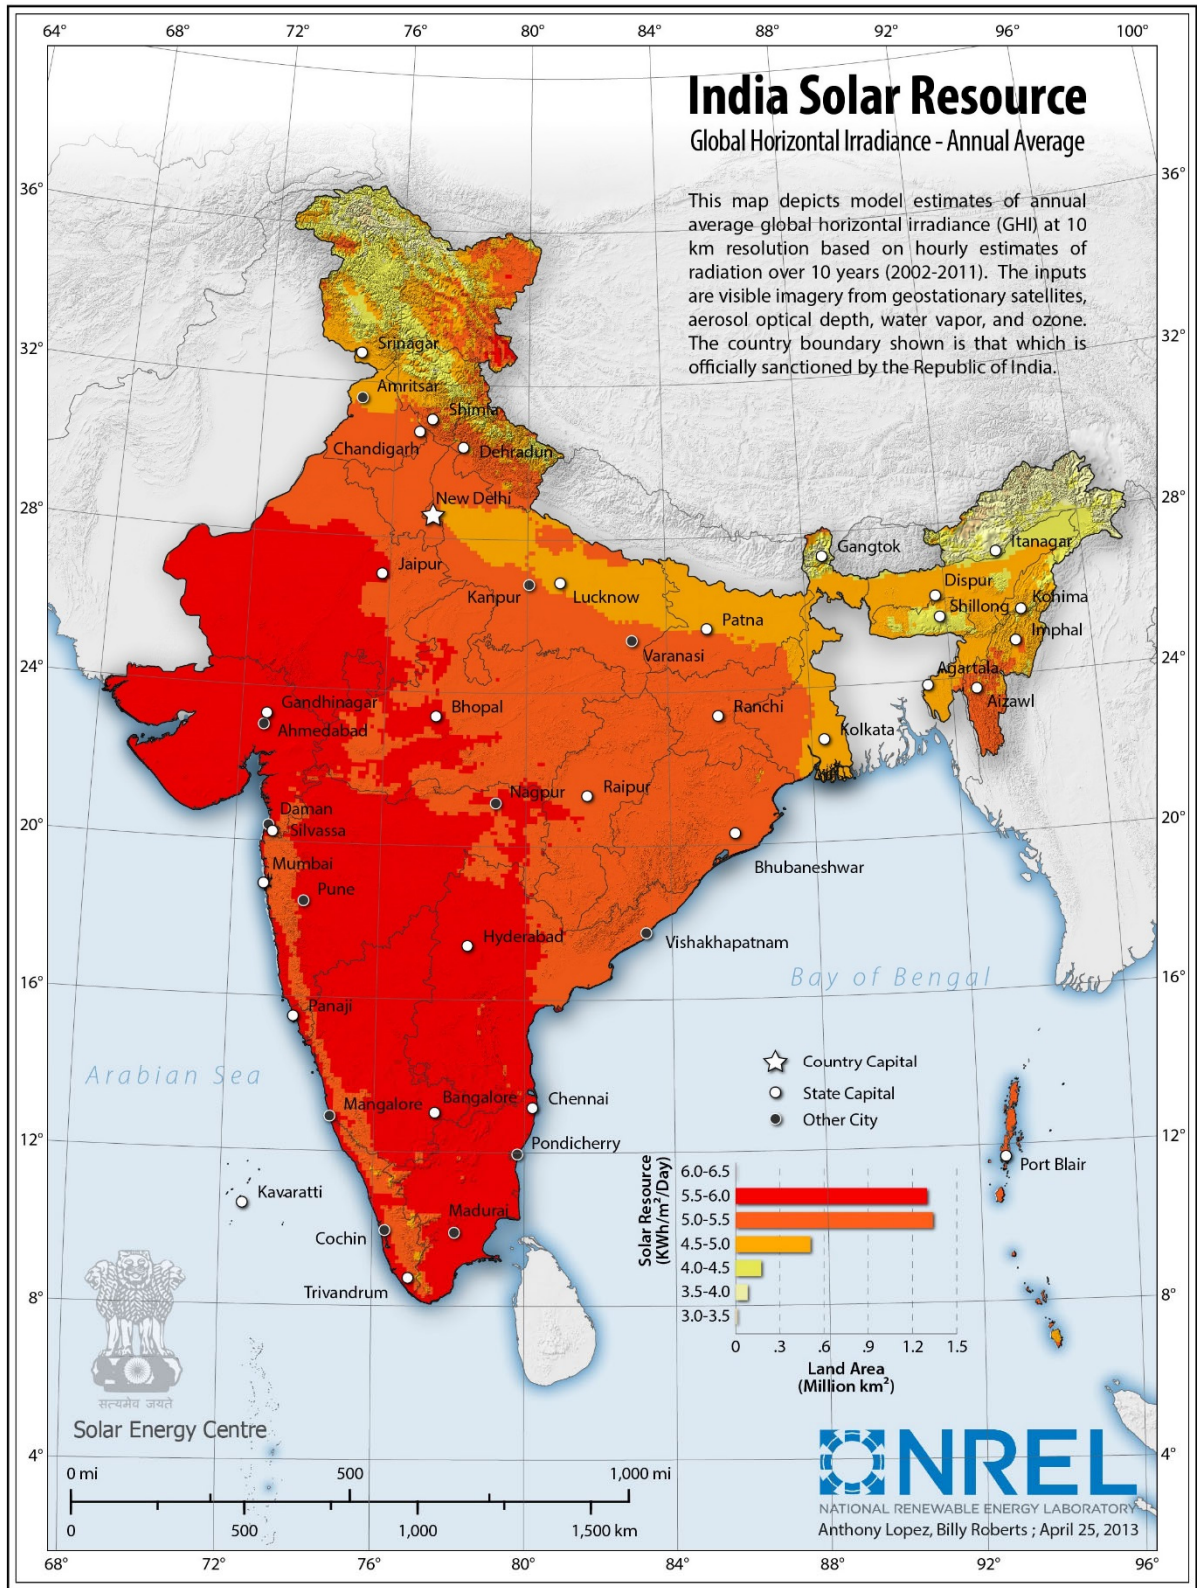 64° 68° 72° 76° 80° 84° 88° 92° 96° 100°
India Solar Resource
Global Horizontal Irradiance - Annual Average
This map depicts model estimates of annual
average global horizontal irradiance (GHI) at 10
km resolution based on hourly estimates of
radiation over 10 years (2002-2011). The inputs
are visible imagery from geostationary satellites,
aerosol optical depth, water vapor, and ozone.
The country boundary shown is that which is
officially sanctioned by the Republic of India.
36° 36°
32° 32°
Srinagar
Amritsar
Shimla
Chandigarh
Dehradun
28° 28°
New Delhi
Gangtok
Itanagar
Jaipur
Kanpur
Lucknow
Dispur
Kohima
Shillong
Patna
Imphal
Varanasi
24° 24°
Agartala
Aizawl
Gandhinagar
Bhopal
Ranchi
Ahmedabad
Kolkata
Nagpur
Raipur
20° 20°
Daman
Silvassa
Mumbai
Bhubaneshwar
Pune
Hyderabad
Vishakhapatnam
16° 16°
Bay of Bengal
Panaji
Arabian Sea
Country Capital
State Capital
Other City
Mangalore
Bangalore
Chennai
12° 12°
Pondicherry
Port Blair
Kavaratti
Madurai
Cochin
Trivandrum
Solar Resource
(KWh/m²/Day)
6.0-6.5
5.5-6.0
5.0-5.5
4.5-5.0
4.0-4.5
3.5-4.0
3.0-3.5
0 .3 .6 .9 1.2 1.5
Land Area
(Million km²)
8° 8°
सत्यमेव जयते
Solar Energy Centre
4° 4°
0 mi 500 1,000 mi
0 500 1,000 1,500 km
NREL
NATIONAL RENEWABLE ENERGY LABORATORY
Anthony Lopez, Billy Roberts ; April 25, 2013
68° 72° 76° 80° 84° 88° 92° 96°